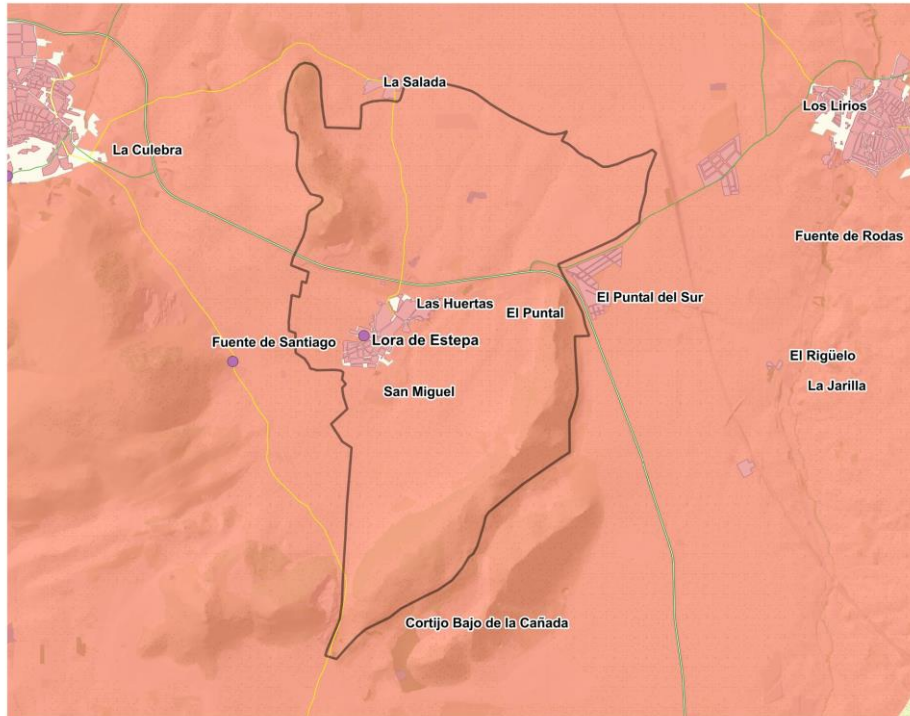 La Salada
Los Lirios
La Culebra
Fuente de Rodas
Las Huertas
El Puntal del Sur
El Puntal
Fuente de Santiago
Lora de Estepa
El Rigüelo
La Jarilla
San Miguel
Cortijo Bajo de la Cañada